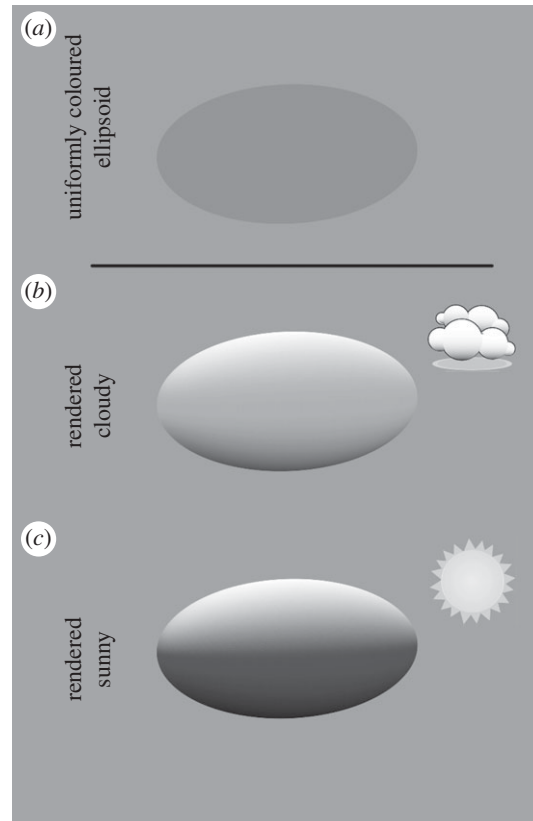 (a)
uniformly coloured
ellipsoid
(b)
rendered
cloudy
(c)
rendered
sunny